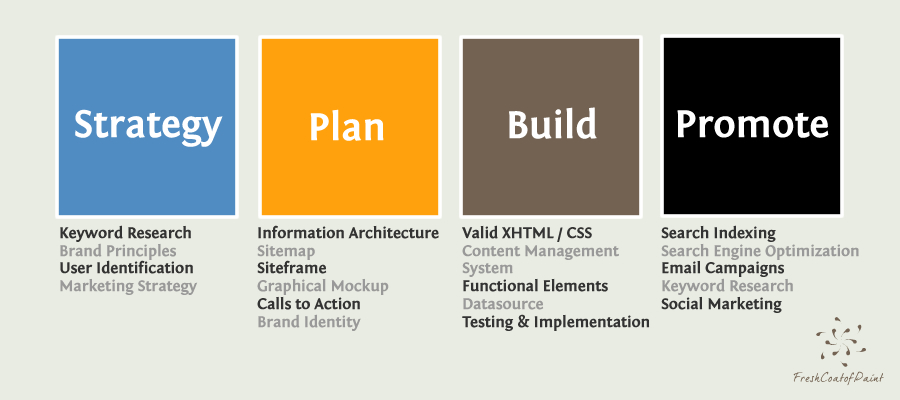 Strategy
Keyword Research
Brand Principles
User Identification
Marketing Strategy
Plan
Information Architecture
Sitemap
Siteframe
Graphical Mockup
Calls to Action
Brand Identity
Build
Valid XHTML / CSS
Content Management
System
Functional Elements
Datasource
Testing & Implementation
Promote
Search Indexing
Search Engine Optimization
Email Campaigns
Keyword Research
Social Marketing
FreshCoatofPaint